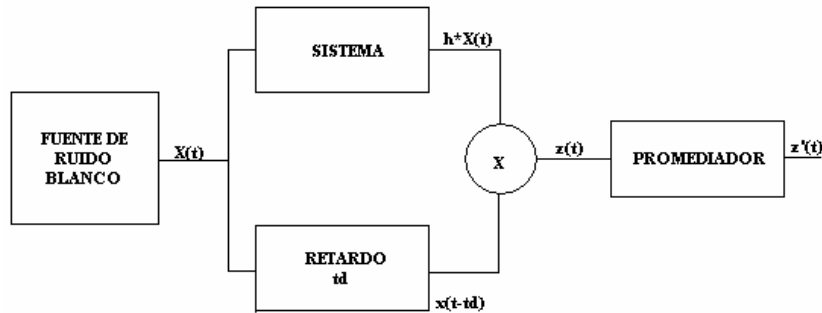 h*X(t)
SISTEMA
FUENTE DE
RUIDO
BLANCO
X(t)
X
z(t)
PROMEDIADOR
z'(t)
RETARDO
td
x(t-td)